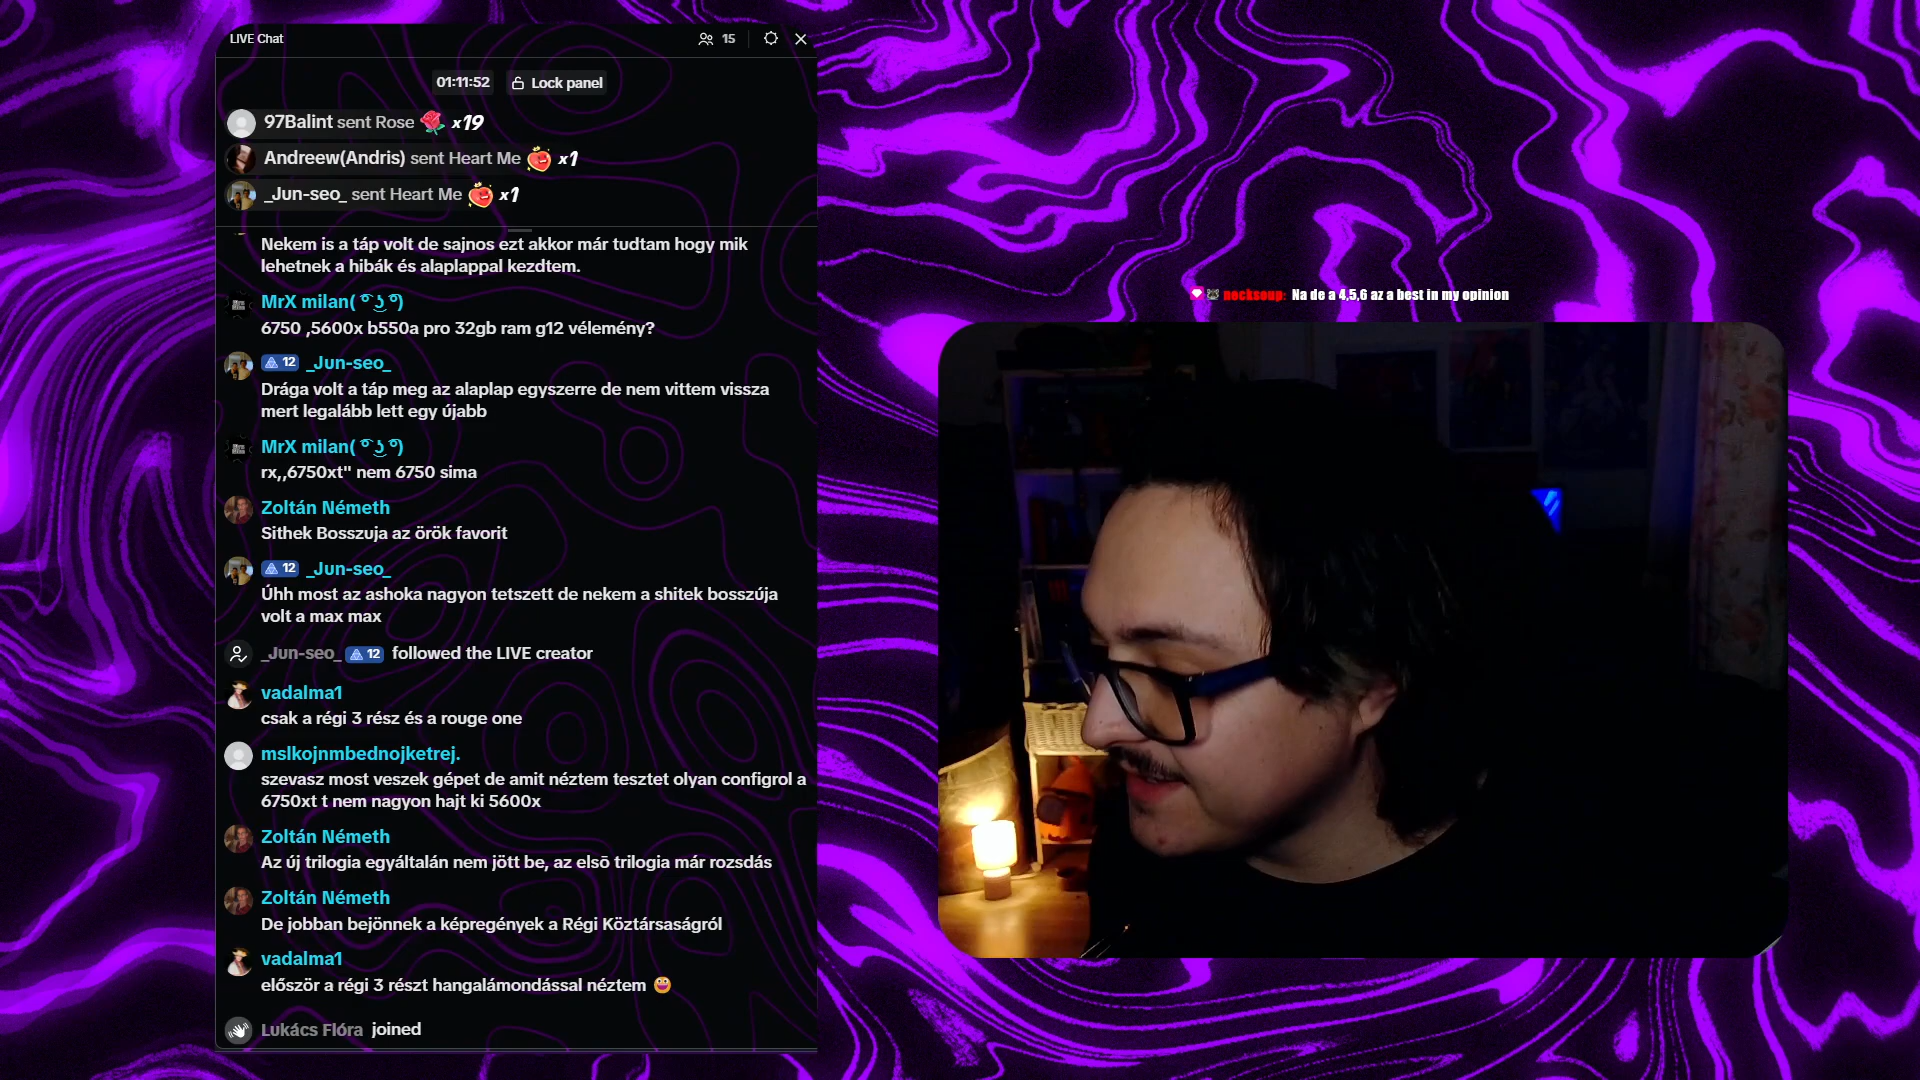 LIVE Chat
15
01:11:52
Lock panel
97Balint sent Rose x19
Andreew(Andris) sent Heart Me x1
_Jun-seo_ sent Heart Me x1
Nekem is a táp volt de sajnos ezt akkor már tudtam hogy mik
lehetnek a hibák és alaplappal kezdtem.
MrX milan( ͡° ͜ʖ ͡°)
6750 ,5600x b550a pro 32gb ram g12 vélemény?
12 _Jun-seo_
Drága volt a táp meg az alaplap egyszerre de nem vittem vissza
mert legalább lett egy újabb
MrX milan( ͡° ͜ʖ ͡°)
rx,,6750xt" nem 6750 sima
Zoltán Németh
Sithek Bosszuja az örök favorit
12 _Jun-seo_
Úhh most az ashoka nagyon tetszett de nekem a shitek bosszúja
volt a max max
_Jun-seo_ 12 followed the LIVE creator
vadalma1
csak a régi 3 rész és a rouge one
mslkojnmbednojketrej.
szevasz most veszek gépet de amit néztem tesztet olyan configrol a
6750xt t nem nagyon hajt ki 5600x
Zoltán Németh
Az új trilogia egyáltalán nem jött be, az elsõ trilogia már rozsdás
Zoltán Németh
De jobban bejönnek a képregények a Régi Köztársaságról
vadalma1
először a régi 3 részt hangalámondással néztem
Lukács Flóra joined
nocksoup: Na de a 4,5,6 az a best in my opinion